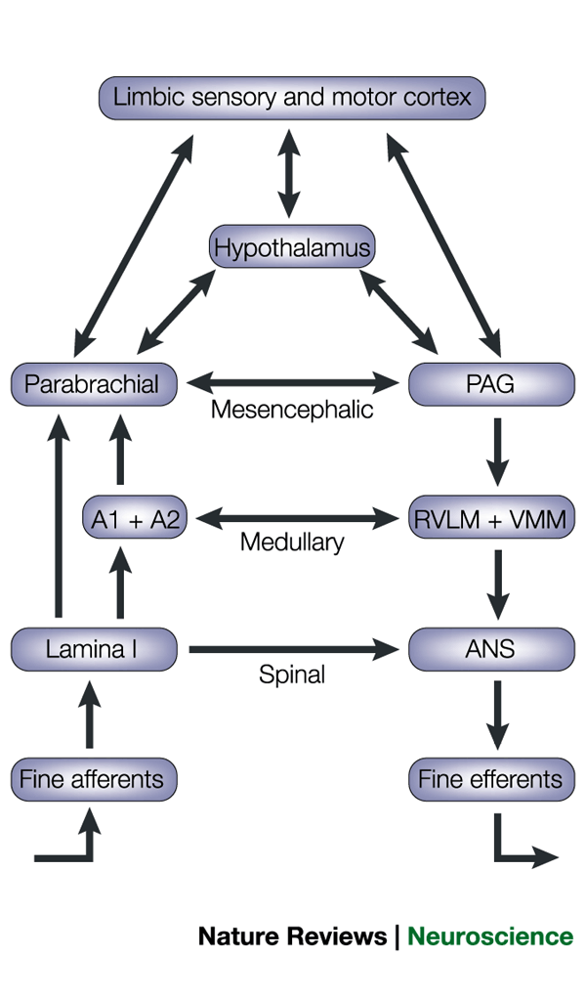 Limbic sensory and motor cortex
Hypothalamus
Parabrachial
PAG
Mesencephalic
A1 + A2
RVLM + VMM
Medullary
Lamina I
ANS
Spinal
Fine afferents
Fine efferents
Nature Reviews | Neuroscience